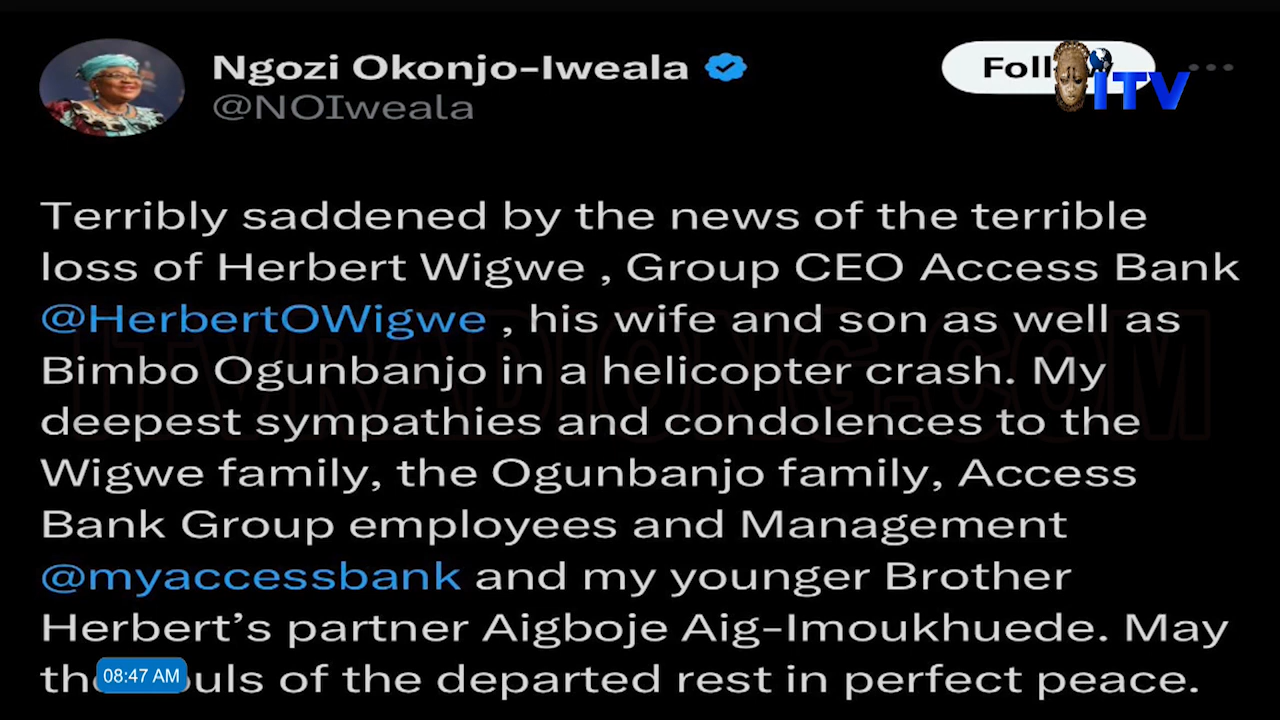 Ngozi Okonjo-Iweala
@NOIweala
ITV
Terribly saddened by the news of the terrible
loss of Herbert Wigwe , Group CEO Access Bank
@HerbertOWigwe , his wife and son as well as
Bimbo Ogunbanjo in a helicopter crash. My
deepest sympathies and condolences to the
Wigwe family, the Ogunbanjo family, Access
Bank Group employees and Management
@myaccessbank and my younger Brother
Herbert’s partner Aigboje Aig-Imoukhuede. May
08:47 AM
of the departed rest in perfect peace.
ITVRADIONG.COM